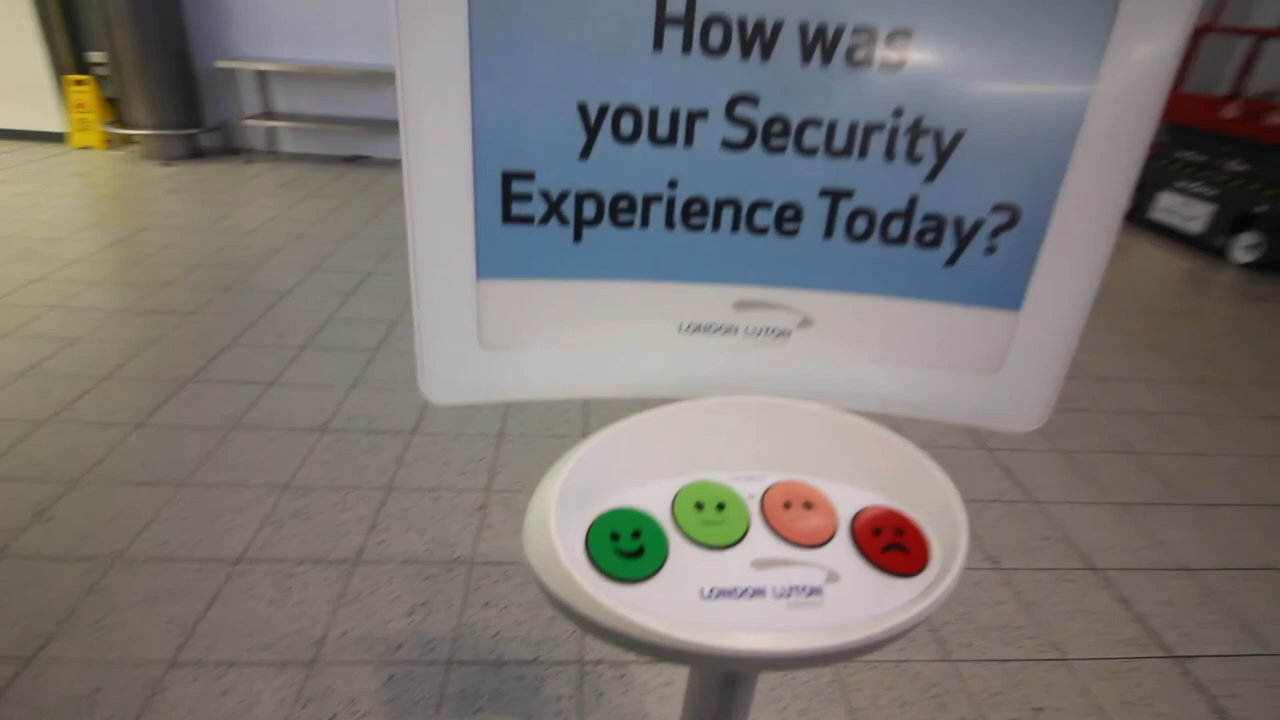 How was
your Security
Experience Today?
LONDON LUTON
LONDON LUTON